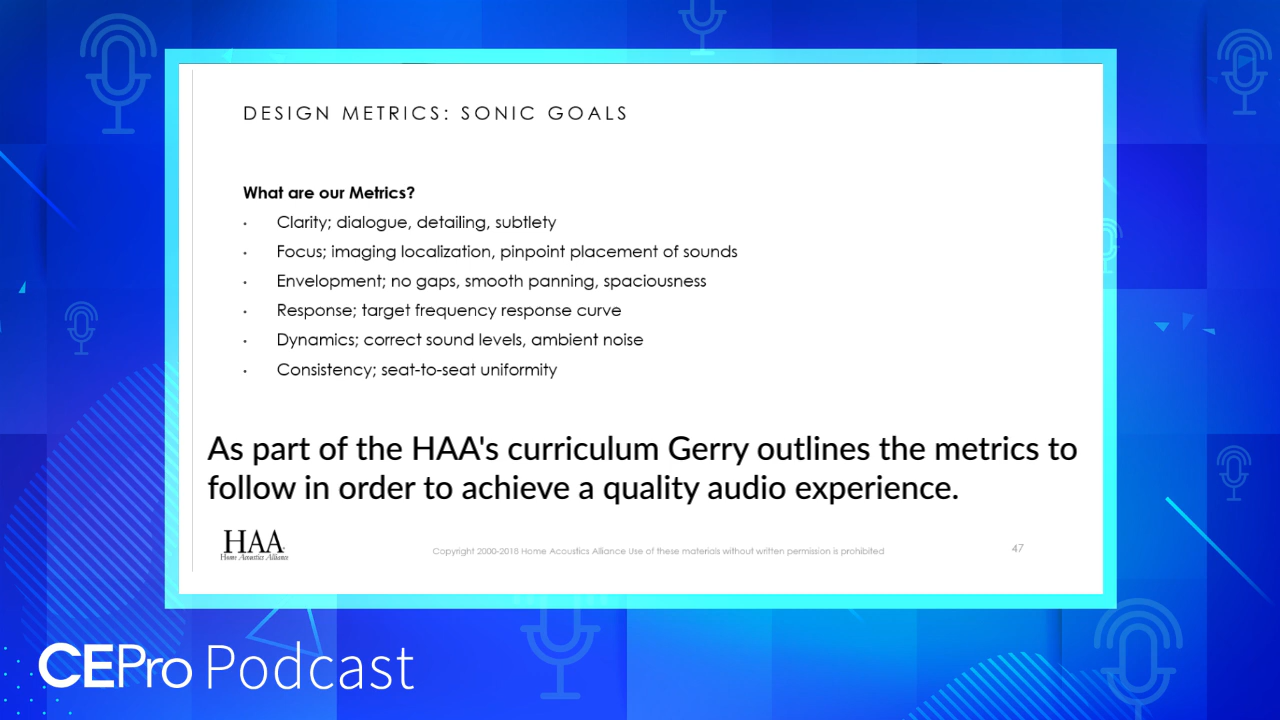 DESIGN METRICS: SONIC GOALS
What are our Metrics?
• Clarity; dialogue, detailing, subtlety
• Focus; imaging localization, pinpoint placement of sounds
• Envelopment; no gaps, smooth panning, spaciousness
• Response; target frequency response curve
• Dynamics; correct sound levels, ambient noise
• Consistency; seat-to-seat uniformity
As part of the HAA's curriculum Gerry outlines the metrics to
follow in order to achieve a quality audio experience.
HAA
Home Acoustics Alliance
Copyright 2000-2018 Home Acoustics Alliance Use of these materials without written permission is prohibited
47
CEPro Podcast